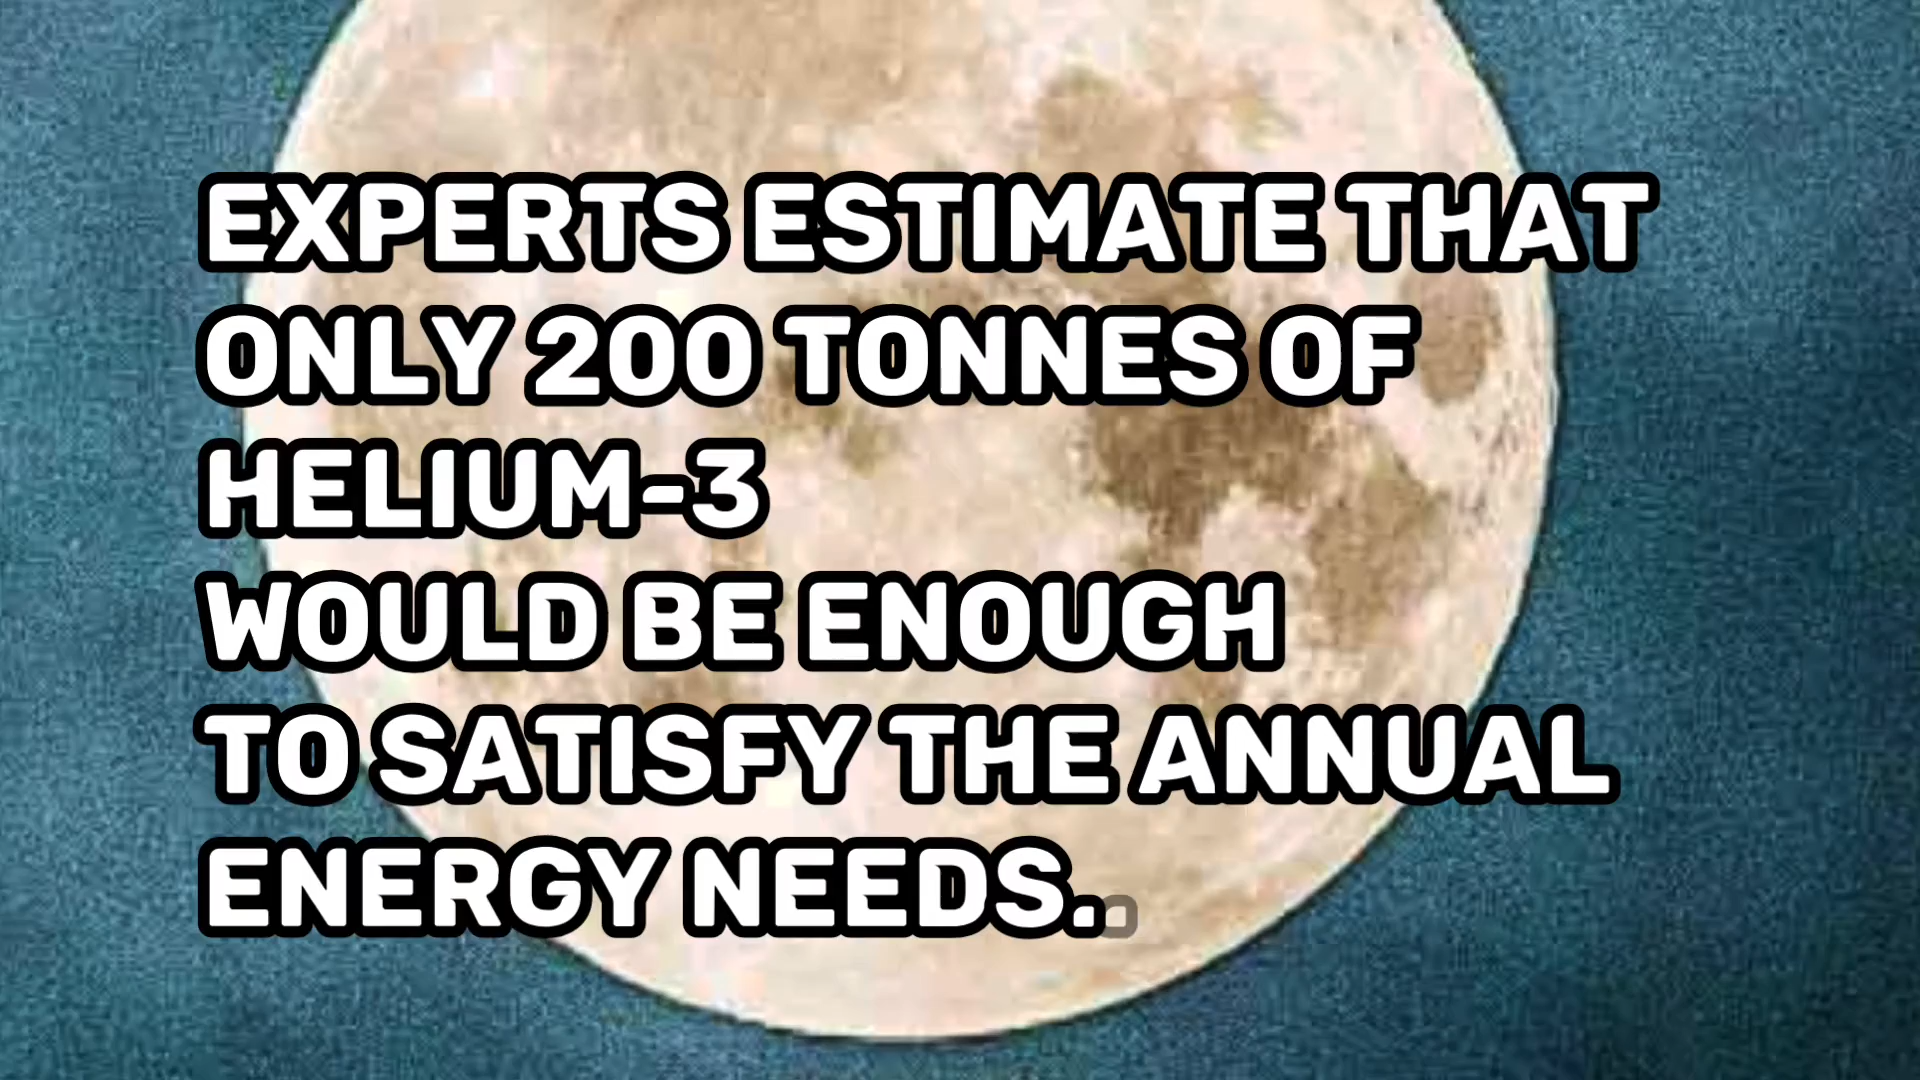 EXPERTS ESTIMATE THAT
ONLY 200 TONNES OF
HELIUM-3
WOULD BE ENOUGH
TO SATISFY THE ANNUAL
ENERGY NEEDS..